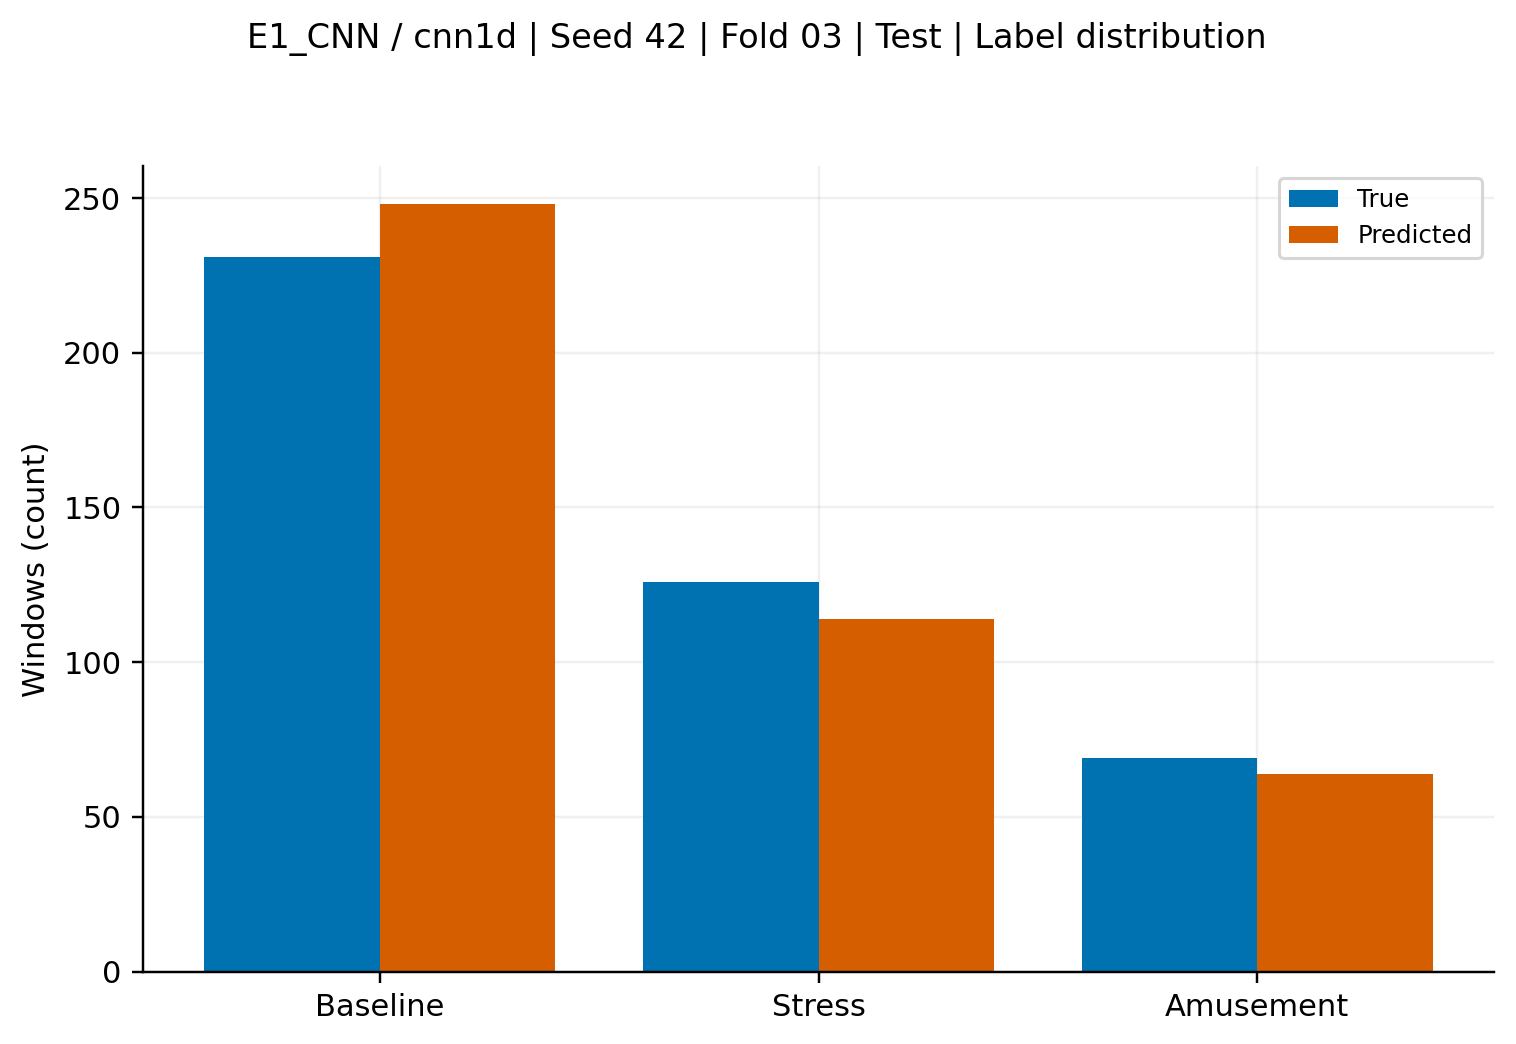 E1_CNN / cnn1d | Seed 42 | Fold 03 | Test | Label distribution
250
200
150
100
50
0
Windows (count)
True
Predicted
Baseline
Stress
Amusement